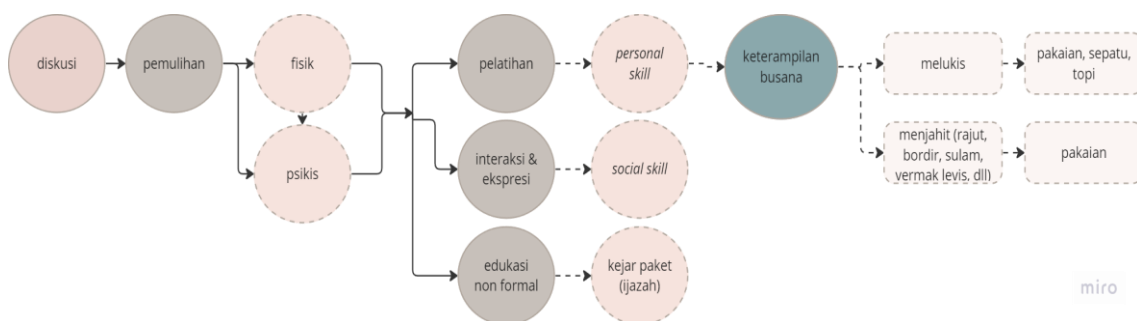 diskusi
pemulihan
fisik
psikis
pelatihan
personal
skill
keterampilan
busana
melukis
pakaian, sepatu,
topi
menjahit (rajut,
bordir, sulam,
vermak levis, dll)
pakaian
interaksi &
ekspresi
social skill
edukasi
non formal
kejar paket
(ijazah)
miro